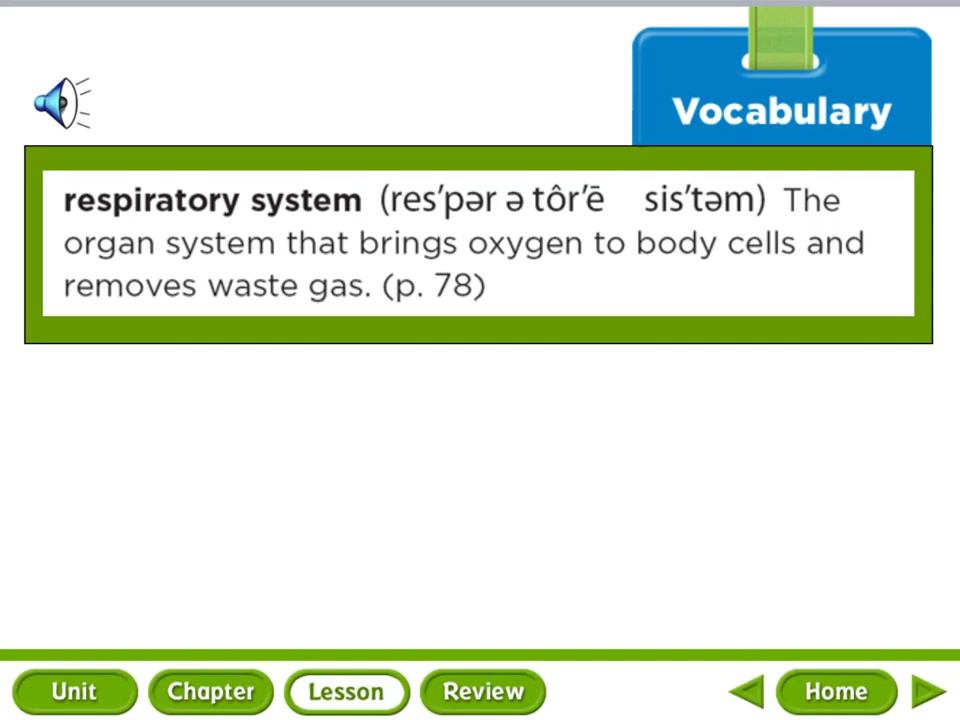 Vocabulary
respiratory system (res′pər ə tôr′ē sis′təm) The
organ system that brings oxygen to body cells and
removes waste gas. (p. 78)
Unit Chapter Lesson Review Home